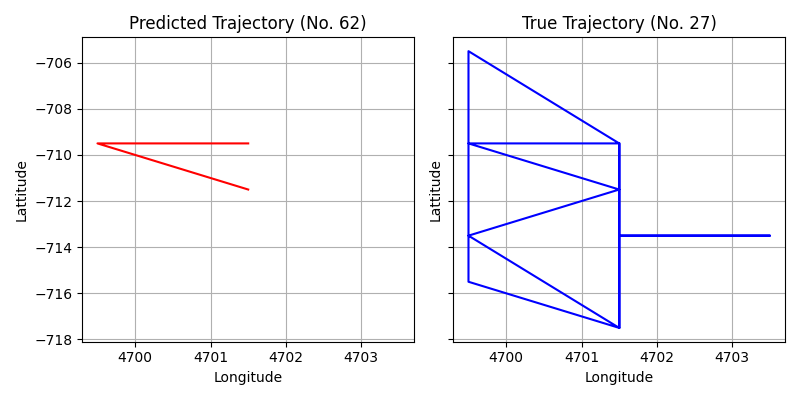 Predicted Trajectory (No. 62)
True Trajectory (No. 27)
−706
−708
−710
−712
−714
−716
−718
Lattitude
Lattitude
4700 4701 4702 4703
4700 4701 4702 4703
Longitude
Longitude